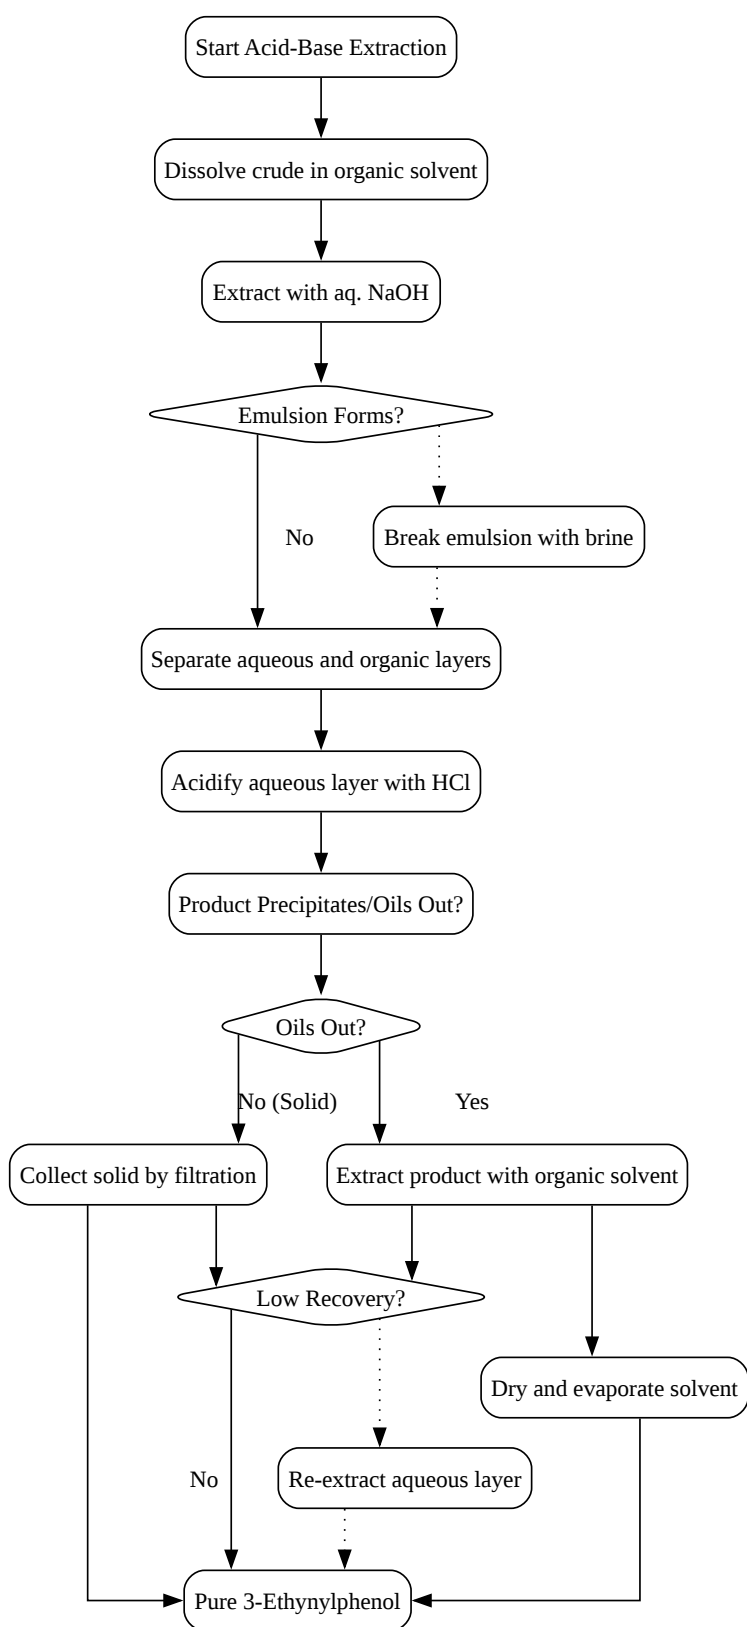 Start Acid-Base Extraction
Dissolve crude in organic solvent
Extract with aq. NaOH
Emulsion Forms?
No
Break emulsion with brine
Separate aqueous and organic layers
Acidify aqueous layer with HCl
Product Precipitates/Oils Out?
Oils Out?
No (Solid)
Yes
Collect solid by filtration
Extract product with organic solvent
Low Recovery?
Dry and evaporate solvent
No
Re-extract aqueous layer
Pure 3-Ethynylphenol